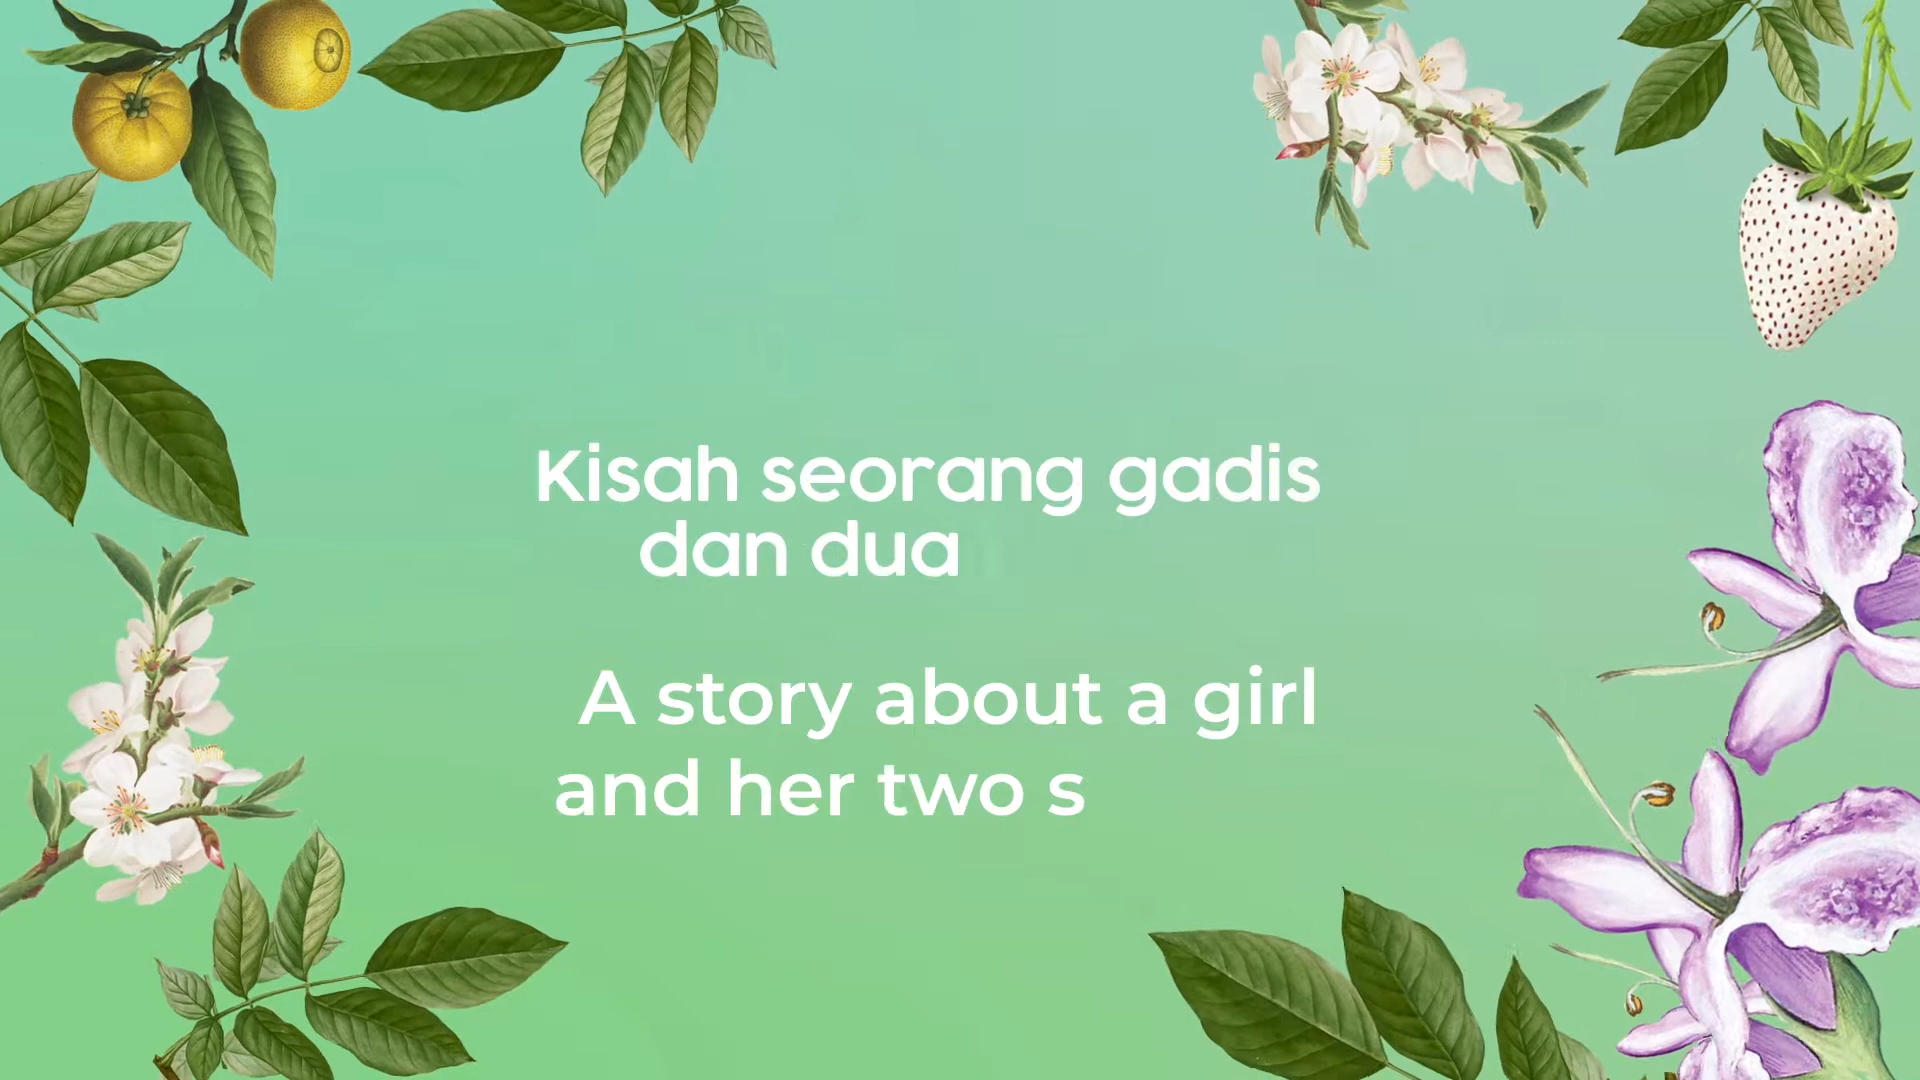 Kisah seorang gadis
dan dua
A story about a girl
and her two s